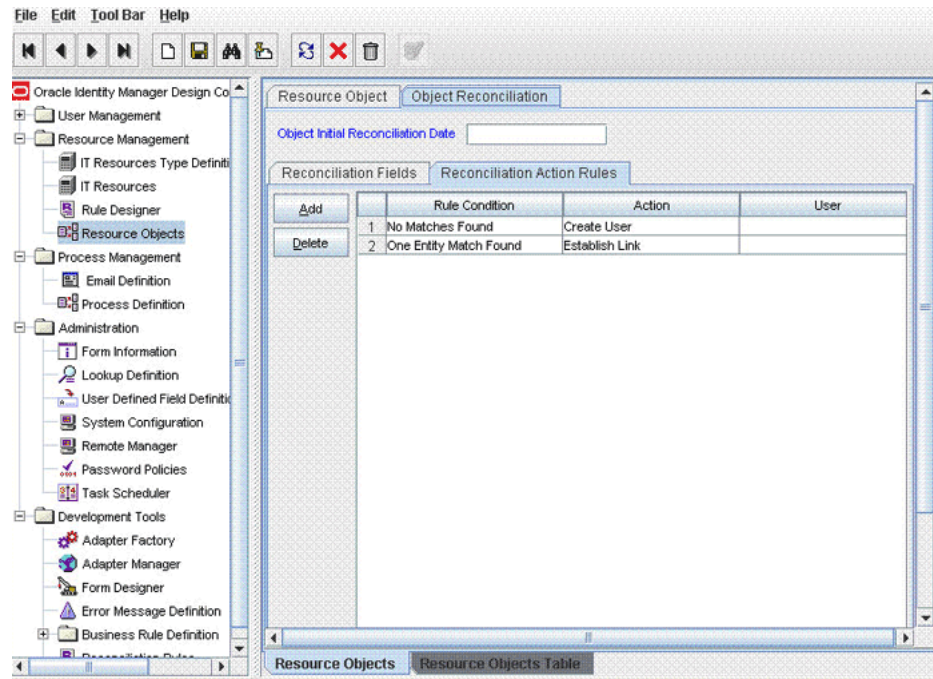 File Edit Tool Bar Help
Oracle Identity Manager Design Co
User Management
Resource Management
IT Resources Type Definiti
IT Resources
Rule Designer
Resource Objects
Process Management
Email Definition
Process Definition
Administration
Form Information
Lookup Definition
User Defined Field Definitio
System Configuration
Remote Manager
Password Policies
Task Scheduler
Development Tools
Adapter Factory
Adapter Manager
Form Designer
Error Message Definition
Business Rule Definition
Reconciliation Rules
Resource Object Object Reconciliation
Object Initial Reconciliation Date
Reconciliation Fields Reconciliation Action Rules
Add
Delete
Rule Condition Action User
1 No Matches Found Create User
2 One Entity Match Found Establish Link
Resource Objects Resource Objects Table